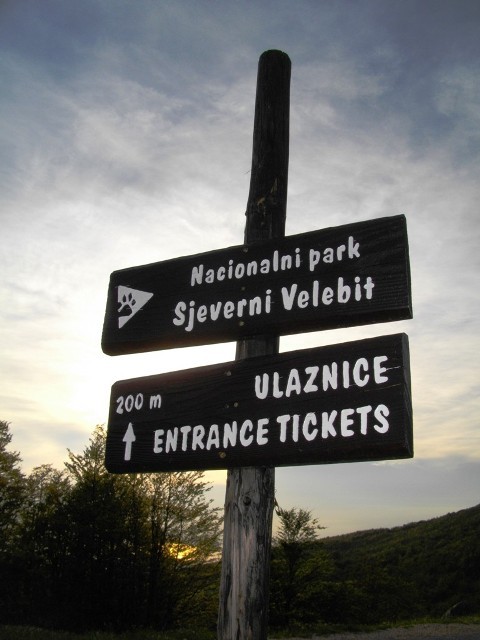 Nacionalni park
Sjeverni Velebit
200 m ULAZNICE
↑ ENTRANCE TICKETS